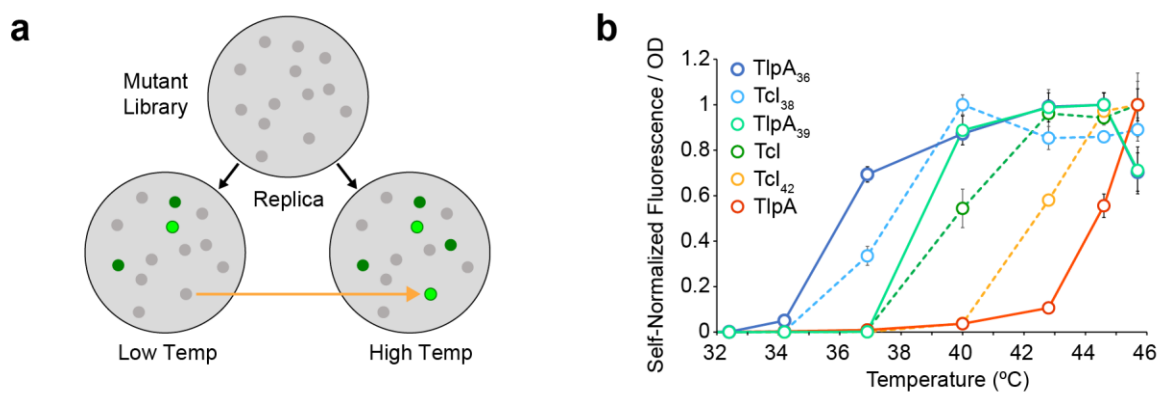 a
Mutant
Library
Replica
Low Temp
High Temp
b
Self-Normalized Fluorescence / OD
1.2
1
0.8
0.6
0.4
0.2
0
TlpA₃₆
TcI₃₈
TlpA₃₉
TcI
TcI₄₂
TlpA
32 34 36 38 40 42 44 46
Temperature (ºC)